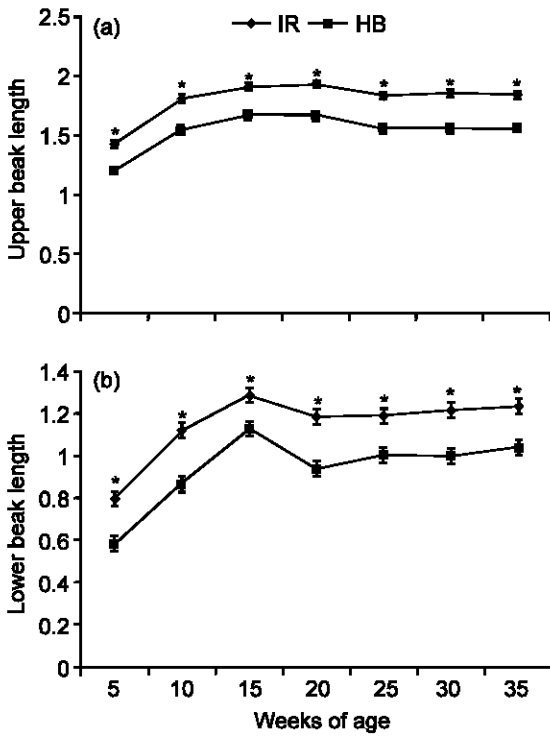 (a)
IR HB
2.5
2
1.5
1
0.5
0
Upper beak length
* * * * * * *
(b)
1.4
1.2
1
0.8
0.6
0.4
0.2
0
Lower beak length
* * * * * * *
5 10 15 20 25 30 35
Weeks of age